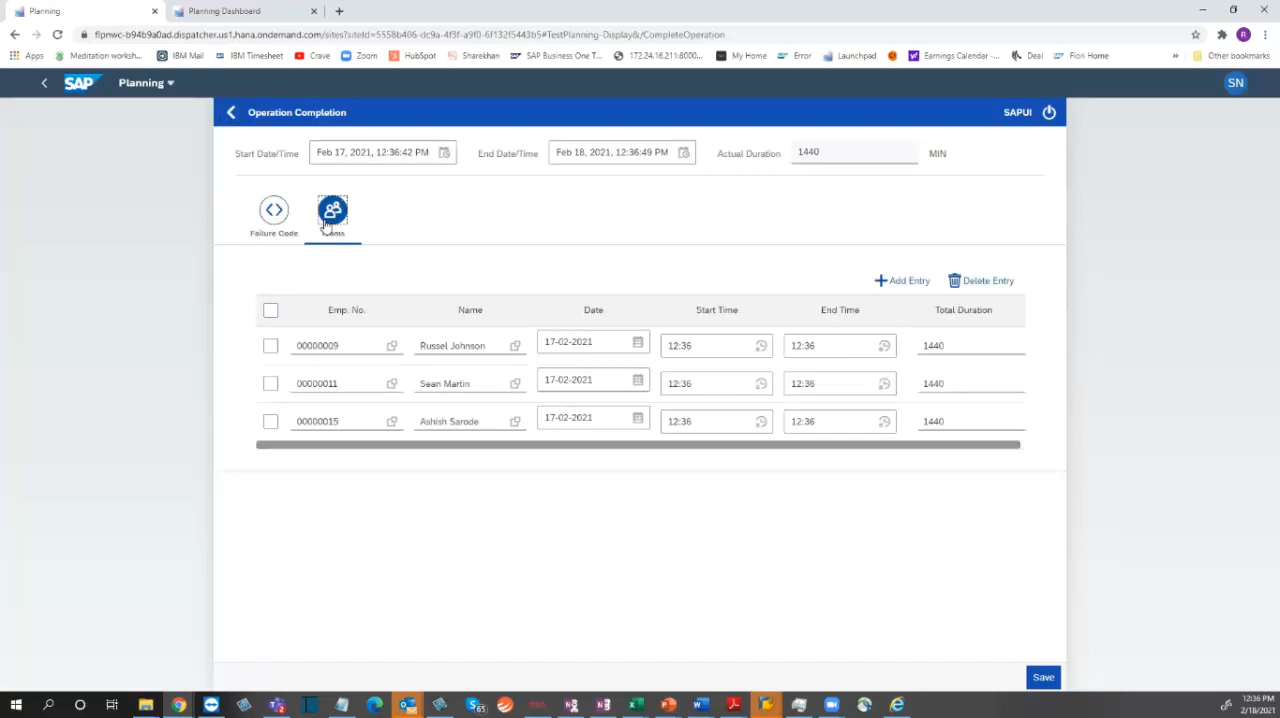 Planning
Planning Dashboard
flpnwc-b94b9a0ad.dispatcher.us1.hana.ondemand.com/sites?siteId=5558b406-dc9a-4f3f-a9f0-6f132f5443b5#TestPlanning-Display&/CompleteOperation
R
Apps Meditation worksh... IBM Mail IBM Timesheet Crave Zoom HubSpot Sharekhan SAP Business One T... 172.24.16.211:8000... My Home Error Launchpad Earnings Calendar -... Deal Fiori Home » Other bookmarks
SAP Planning SN
Operation Completion SAPUI
Start Date/Time Feb 17, 2021, 12:36:42 PM End Date/Time Feb 18, 2021, 12:36:49 PM Actual Duration 1440 MIN
Failure Code
Add Entry Delete Entry
Emp. No. Name Date Start Time End Time Total Duration
00000009 Russel Johnson 17-02-2021 12:36 12:36 1440
00000011 Sean Martin 17-02-2021 12:36 12:36 1440
00000015 Ashish Sarode 17-02-2021 12:36 12:36 1440
Save
12:36 PM
2/18/2021